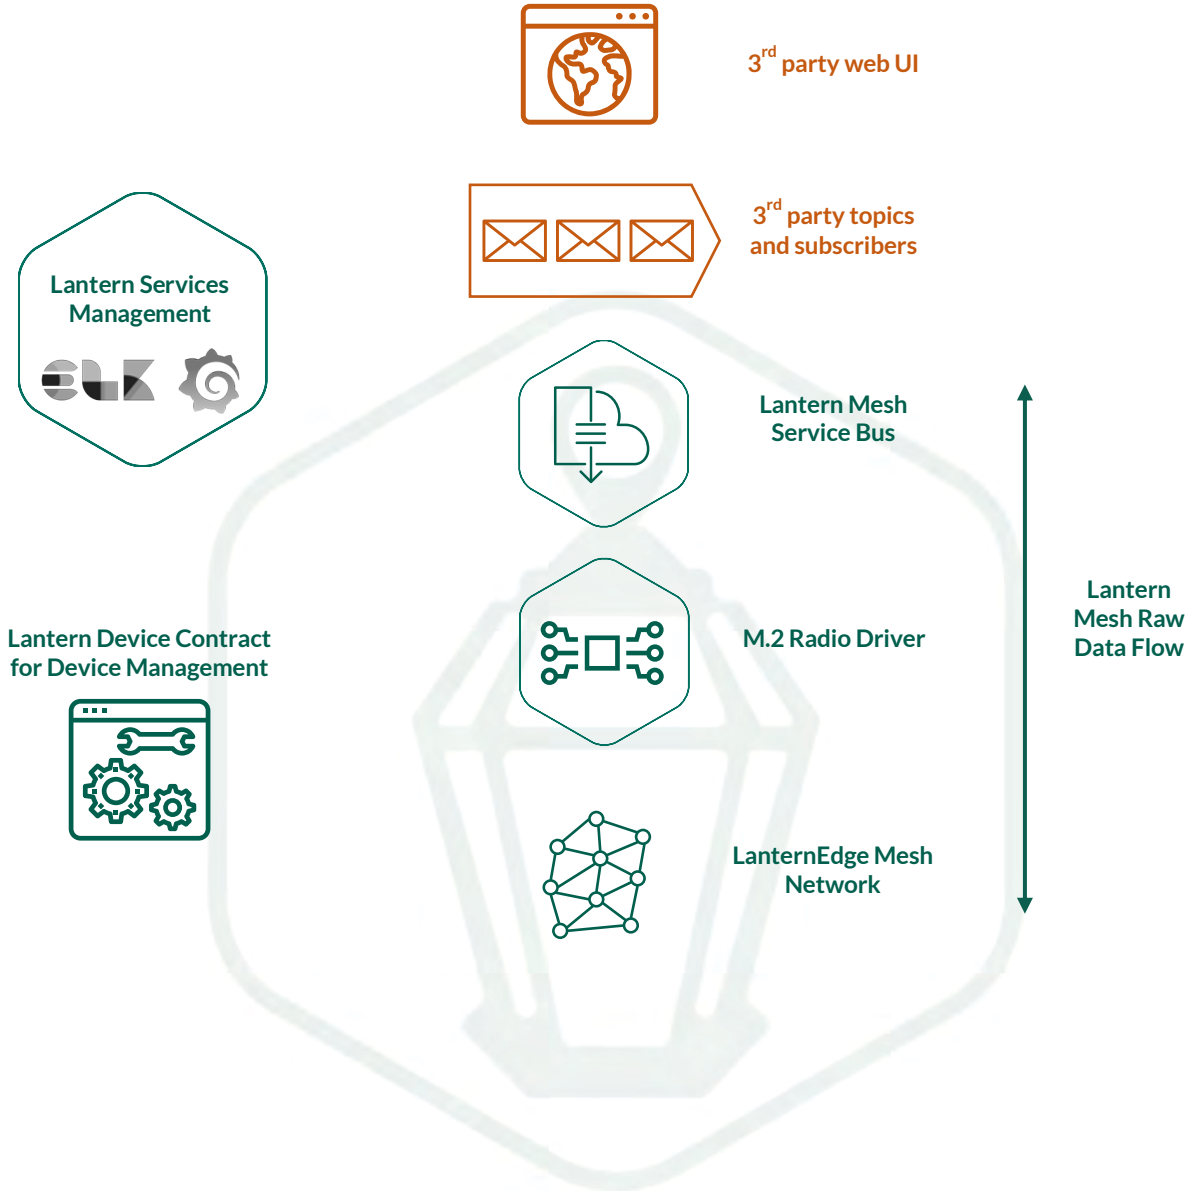 3rd party web UI
3rd party topics
and subscribers
Lantern Services
Management
ELK
Lantern Mesh
Service Bus
Lantern
Mesh Raw
Data Flow
Lantern Device Contract
for Device Management
M.2 Radio Driver
LanternEdge Mesh
Network